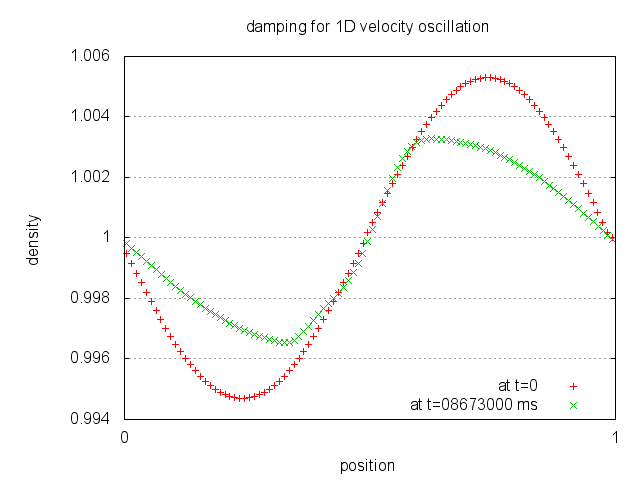 damping for 1D velocity oscillation
1.006
1.004
1.002
1
0.998
0.996
0.994
density
at t=0
at t=08673000 ms
0
1
position